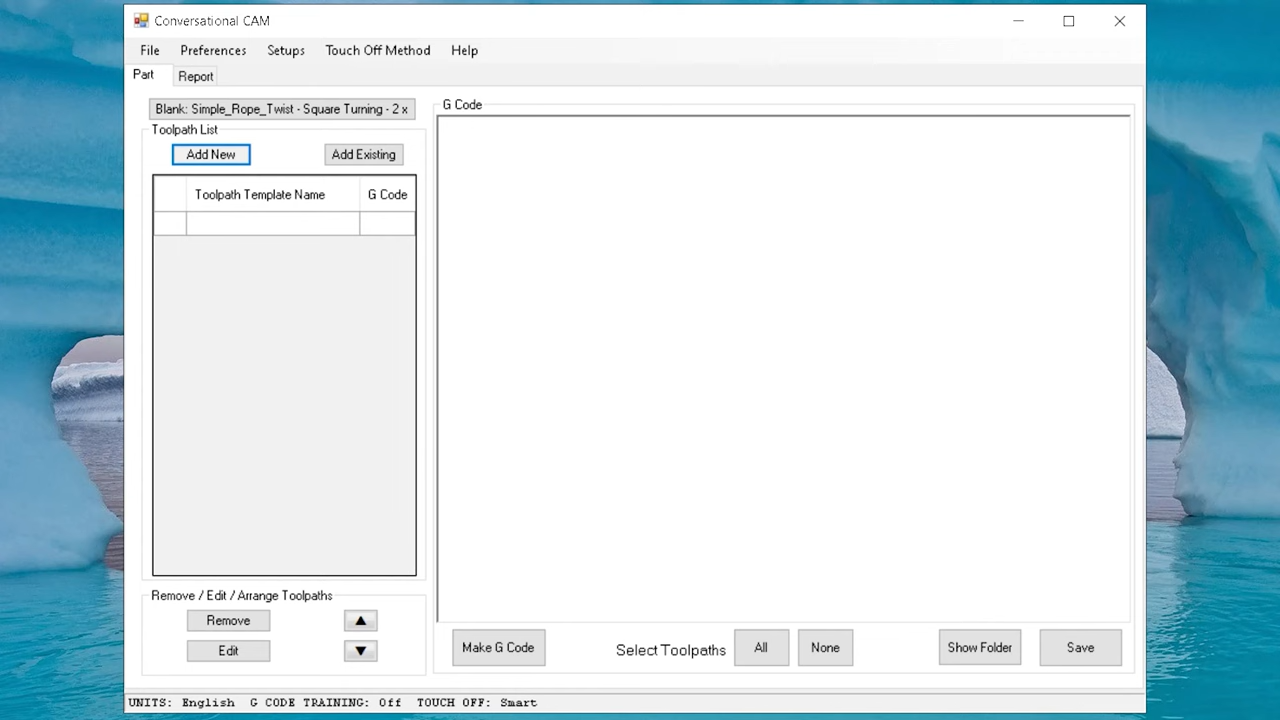 Conversational CAM
File Preferences Setups Touch Off Method Help
Part Report
Blank: Simple_Rope_Twist - Square Turning - 2 x
G Code
Toolpath List
Add New Add Existing
Toolpath Template Name G Code
Remove / Edit / Arrange Toolpaths
Remove ▲
Edit ▼
Make G Code Select Toolpaths All None Show Folder Save
UNITS: English G CODE TRAINING: Off TOUCH OFF: Smart